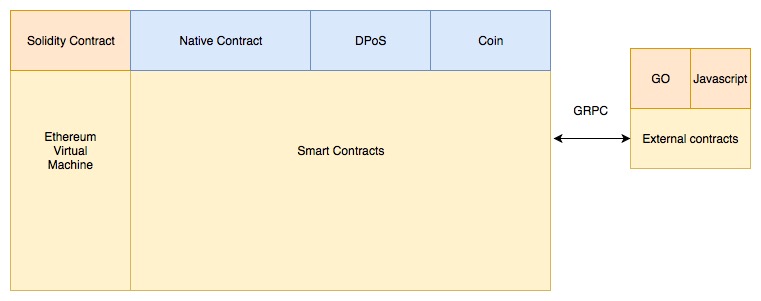 Solidity Contract
Native Contract
DPoS
Coin
GO
Javascript
GRPC
External contracts
Ethereum
Virtual
Machine
Smart Contracts